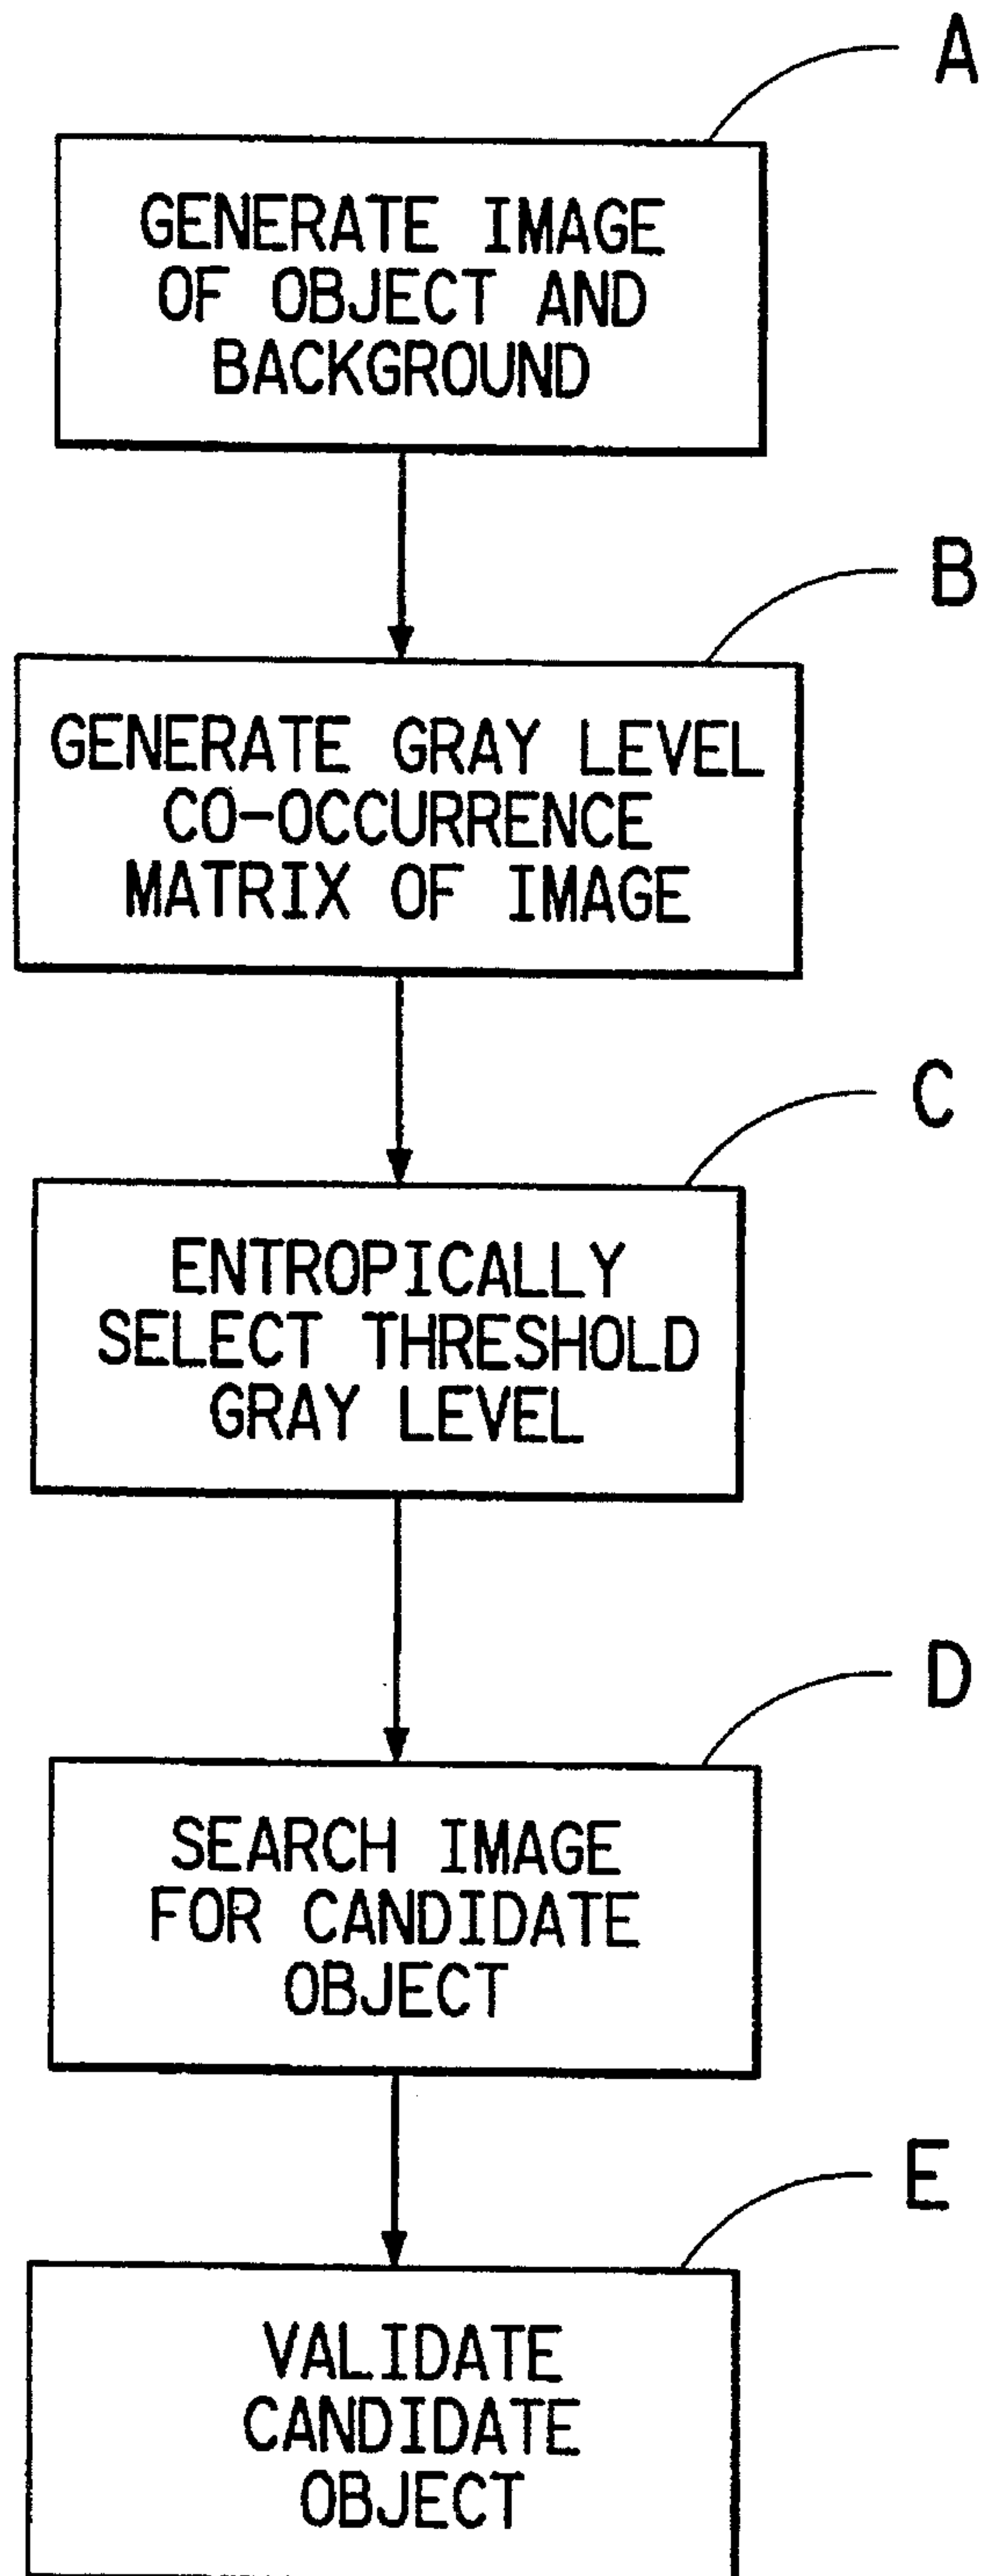 A
GENERATE IMAGE
OF OBJECT AND
BACKGROUND
B
GENERATE GRAY LEVEL
CO-OCCURRENCE
MATRIX OF IMAGE
C
ENTROPICALLY
SELECT THRESHOLD
GRAY LEVEL
D
SEARCH IMAGE
FOR CANDIDATE
OBJECT
E
VALIDATE
CANDIDATE
OBJECT